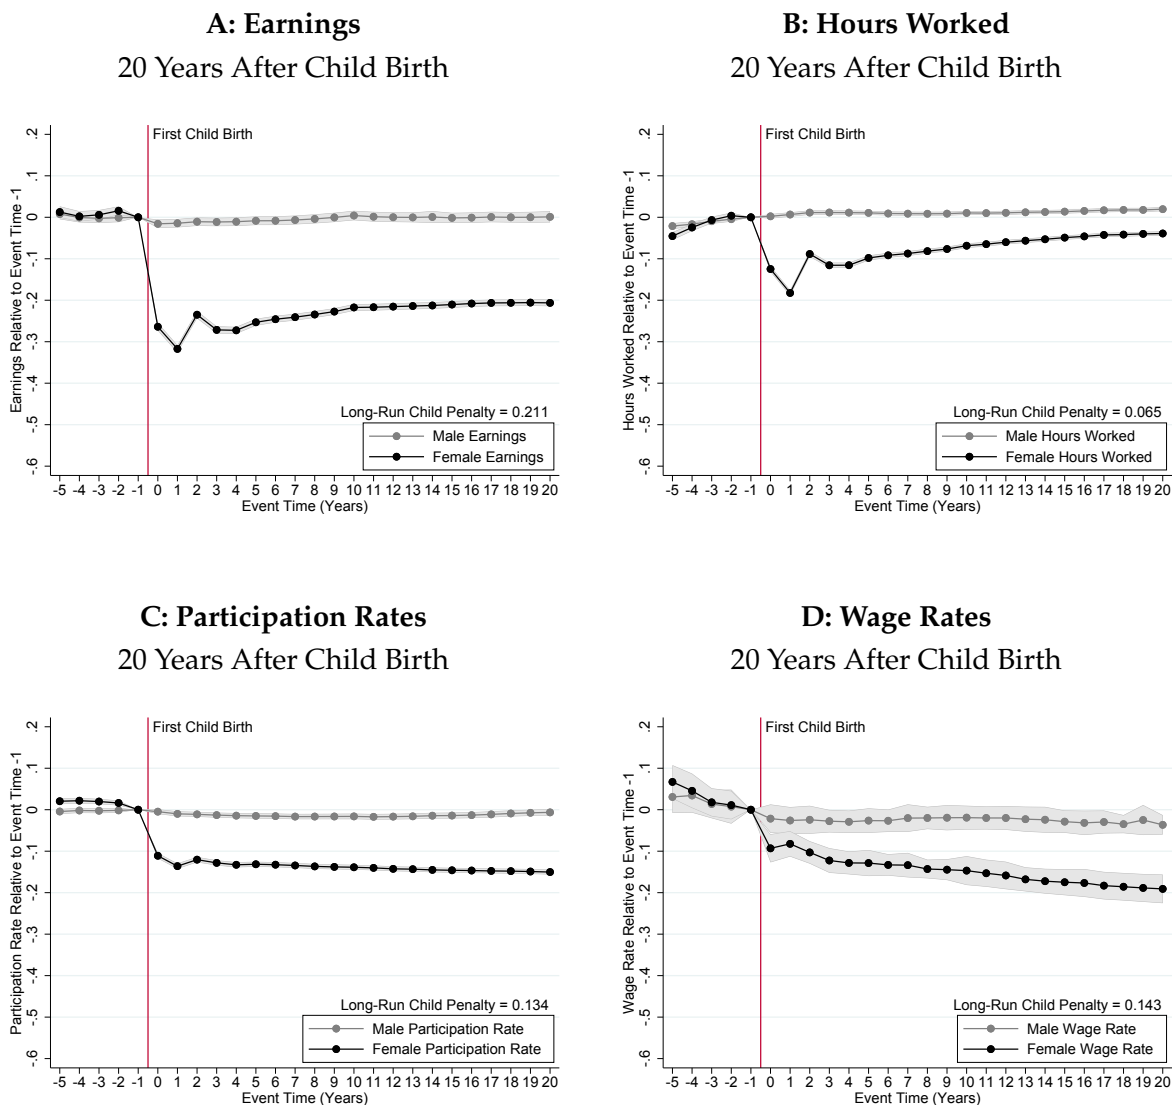 A: Earnings
20 Years After Child Birth
First Child Birth
Earnings Relative to Event Time -1
.2
.1
0
-.1
-.2
-.3
-.4
-.5
-.6
Long-Run Child Penalty = 0.211
Male Earnings
Female Earnings
-5 -4 -3 -2 -1 0 1 2 3 4 5 6 7 8 9 10 11 12 13 14 15 16 17 18 19 20
Event Time (Years)
B: Hours Worked
20 Years After Child Birth
First Child Birth
Hours Worked Relative to Event Time -1
.2
.1
0
-.1
-.2
-.3
-.4
-.5
-.6
Long-Run Child Penalty = 0.065
Male Hours Worked
Female Hours Worked
-5 -4 -3 -2 -1 0 1 2 3 4 5 6 7 8 9 10 11 12 13 14 15 16 17 18 19 20
Event Time (Years)
C: Participation Rates
20 Years After Child Birth
First Child Birth
Participation Rate Relative to Event Time -1
.2
.1
0
-.1
-.2
-.3
-.4
-.5
-.6
Long-Run Child Penalty = 0.134
Male Participation Rate
Female Participation Rate
-5 -4 -3 -2 -1 0 1 2 3 4 5 6 7 8 9 10 11 12 13 14 15 16 17 18 19 20
Event Time (Years)
D: Wage Rates
20 Years After Child Birth
First Child Birth
Wage Rate Relative to Event Time -1
.2
.1
0
-.1
-.2
-.3
-.4
-.5
-.6
Long-Run Child Penalty = 0.143
Male Wage Rate
Female Wage Rate
-5 -4 -3 -2 -1 0 1 2 3 4 5 6 7 8 9 10 11 12 13 14 15 16 17 18 19 20
Event Time (Years)